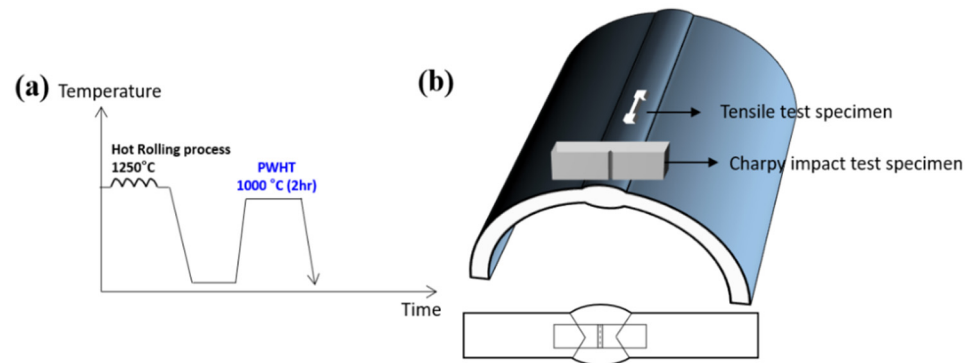 (a)
Temperature
Hot Rolling process
1250°C
PWHT
1000 °C (2hr)
Time
(b)
Tensile test specimen
Charpy impact test specimen